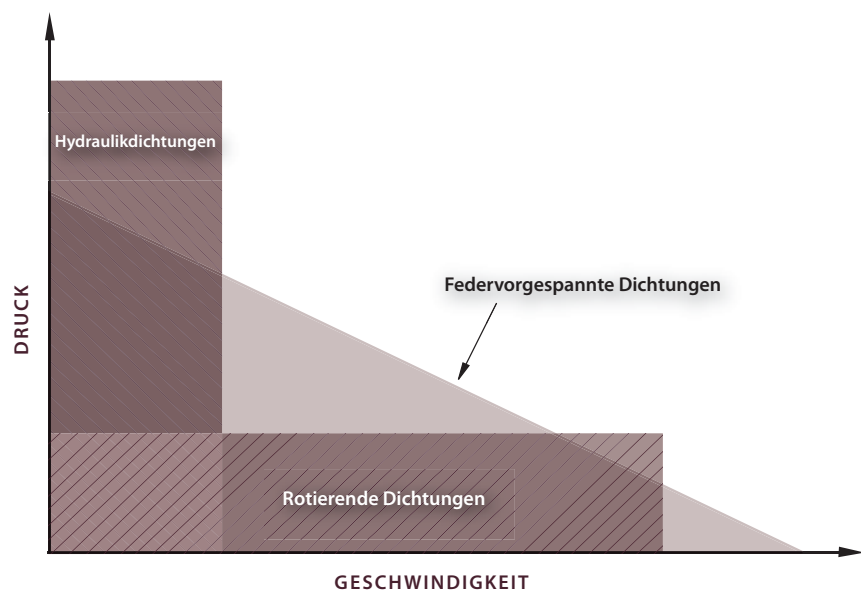 Hydraulikdichtungen
Federvorgespannte Dichtungen
DRUCK
Rotierende Dichtungen
GESCHWINDIGKEIT